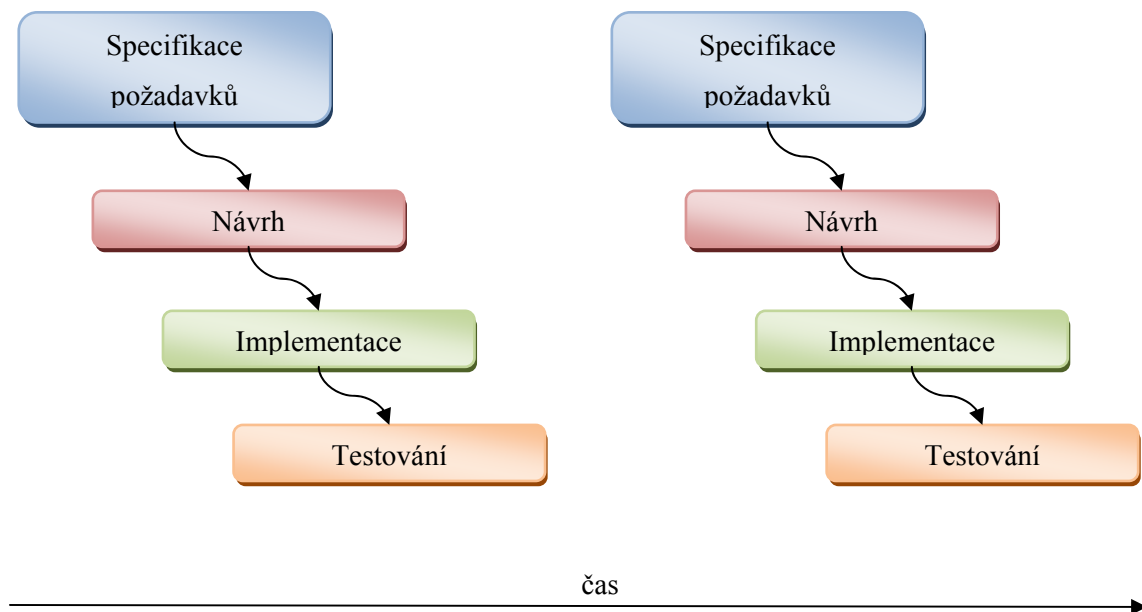 Specifikace
požadavků
Návrh
Implementace
Testování
Specifikace
požadavků
Návrh
Implementace
Testování
čas